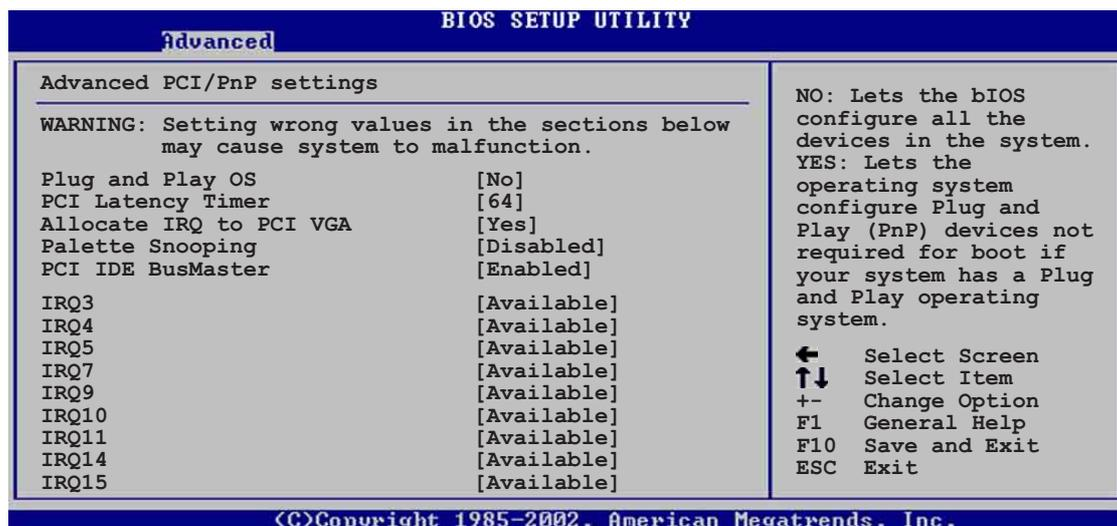 BIOS SETUP UTILITY
Advanced
Advanced PCI/PnP settings
WARNING: Setting wrong values in the sections below
may cause system to malfunction.
Plug and Play OS [No]
PCI Latency Timer [64]
Allocate IRQ to PCI VGA [Yes]
Palette Snooping [Disabled]
PCI IDE BusMaster [Enabled]
IRQ3 [Available]
IRQ4 [Available]
IRQ5 [Available]
IRQ7 [Available]
IRQ9 [Available]
IRQ10 [Available]
IRQ11 [Available]
IRQ14 [Available]
IRQ15 [Available]
NO: Lets the bIOS
configure all the
devices in the system.
YES: Lets the
operating system
configure Plug and
Play (PnP) devices not
required for boot if
your system has a Plug
and Play operating
system.
← Select Screen
↑↓ Select Item
+- Change Option
F1 General Help
F10 Save and Exit
ESC Exit
(C)Copyright 1985-2002, American Megatrends, Inc.